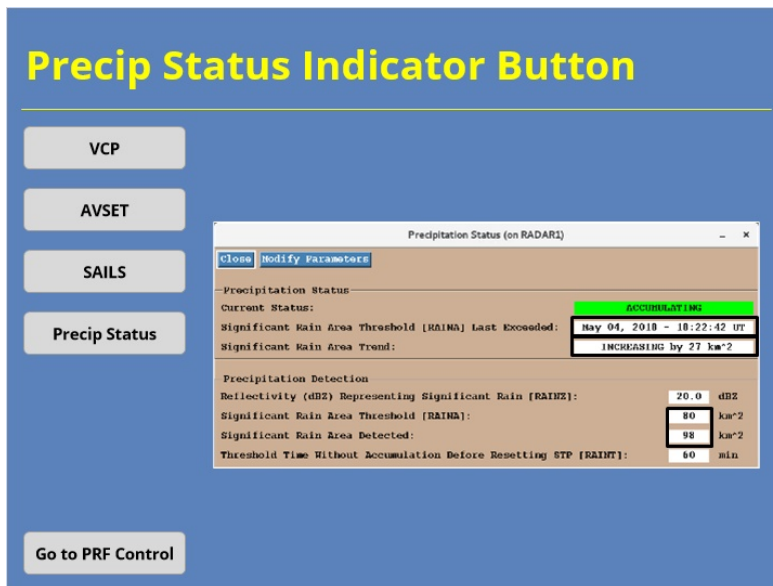 Precip Status Indicator Button
VCP
AVSET
SAILS
Precip Status
Go to PRF Control
Precipitation Status (on RADAR1)
Close Modify Parameters
Precipitation Status
Current Status: ACCUMULATING
Significant Rain Area Threshold [RAINA] Last Exceeded: May 04, 2018 - 18:22:42 UT
Significant Rain Area Trend: INCREASING by 27 km^2
Precipitation Detection
Reflectivity (dBZ) Representing Significant Rain [RAINZ]: 20.0 dBZ
Significant Rain Area Threshold [RAINA]: 80 km^2
Significant Rain Area Detected: 98 km^2
Threshold Time Without Accumulation Before Resetting STP [RAINT]: 60 min